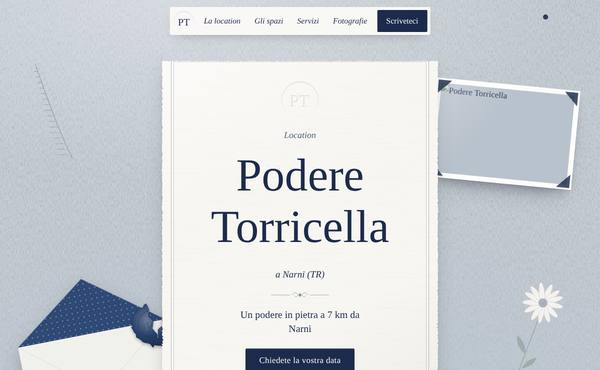 PT
La location
Gli spazi
Servizi
Fotografie
Scriveteci
Podere Torricella
PT
Location
Podere
Torricella
a Narni (TR)
Un podere in pietra a 7 km da
Narni
Chiedete la vostra data